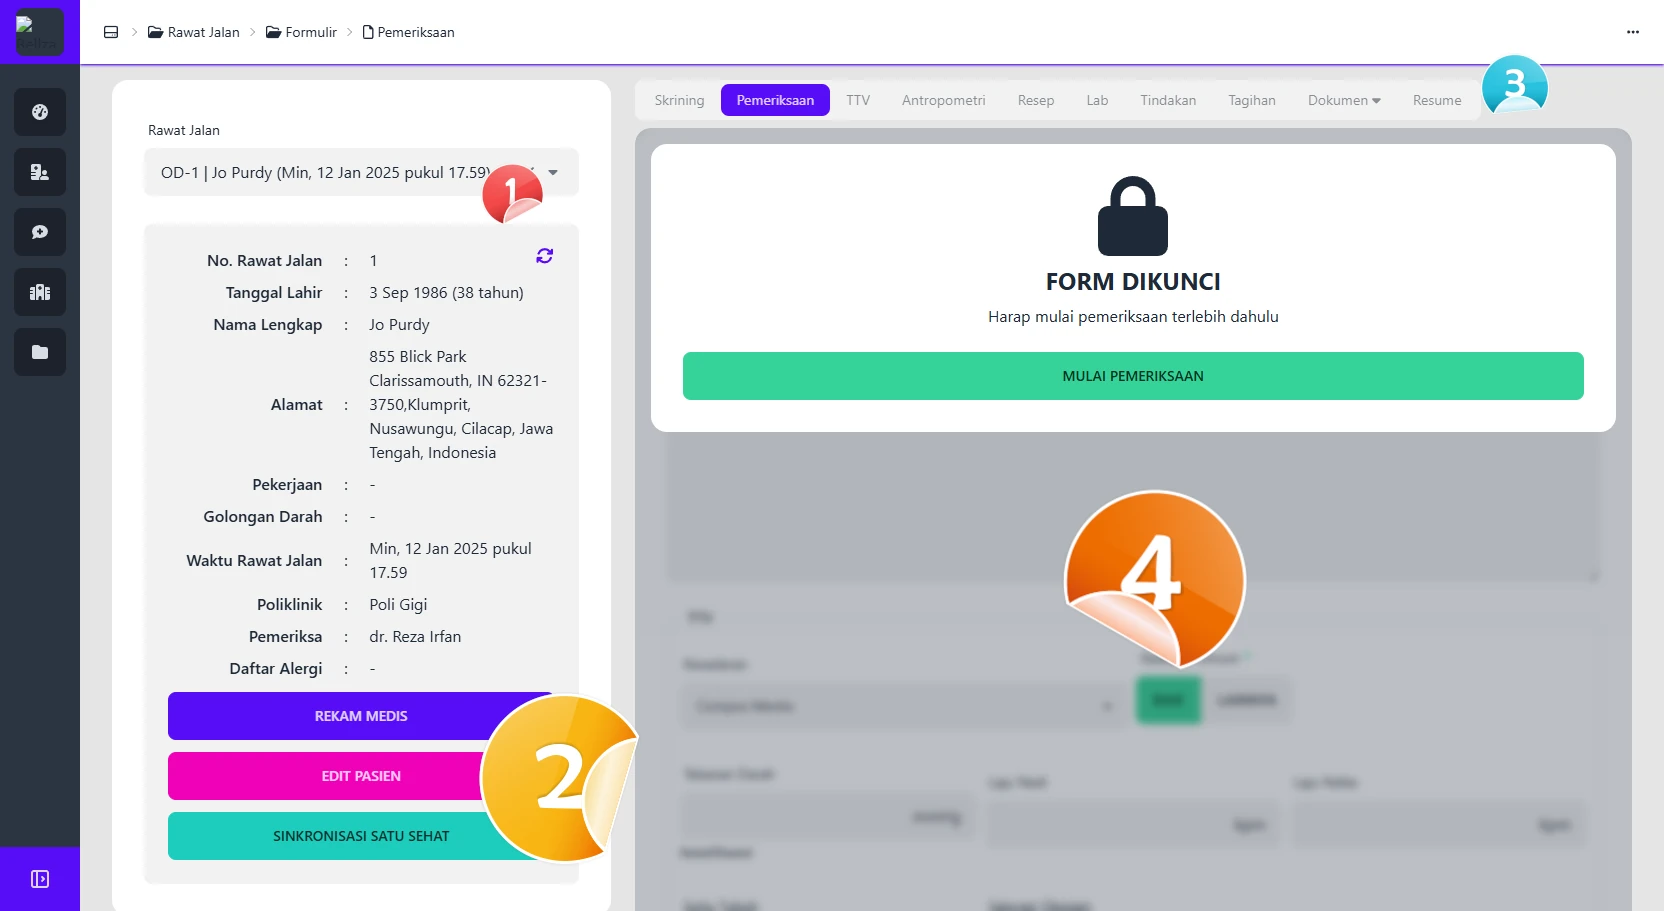 Rawat Jalan
Formulir
Pemeriksaan
Rawat Jalan
OD-1 | Jo Purdy (Min, 12 Jan 2025 pukul 17.59)
1
No. Rawat Jalan : 1
Tanggal Lahir : 3 Sep 1986 (38 tahun)
Nama Lengkap : Jo Purdy
Alamat : 855 Blick Park
Clarissamouth, IN 62321-
3750,Klumprit,
Nusawungu, Cilacap, Jawa
Tengah, Indonesia
Pekerjaan : -
Golongan Darah : -
Waktu Rawat Jalan : Min, 12 Jan 2025 pukul
17.59
Poliklinik : Poli Gigi
Pemeriksa : dr. Reza Irfan
Daftar Alergi : -
REKAM MEDIS
EDIT PASIEN
SINKRONISASI SATU SEHAT
2
Skrining Pemeriksaan TTV Antropometri Resep Lab Tindakan Tagihan Dokumen Resume
3
FORM DIKUNCI
Harap mulai pemeriksaan terlebih dahulu
MULAI PEMERIKSAAN
4